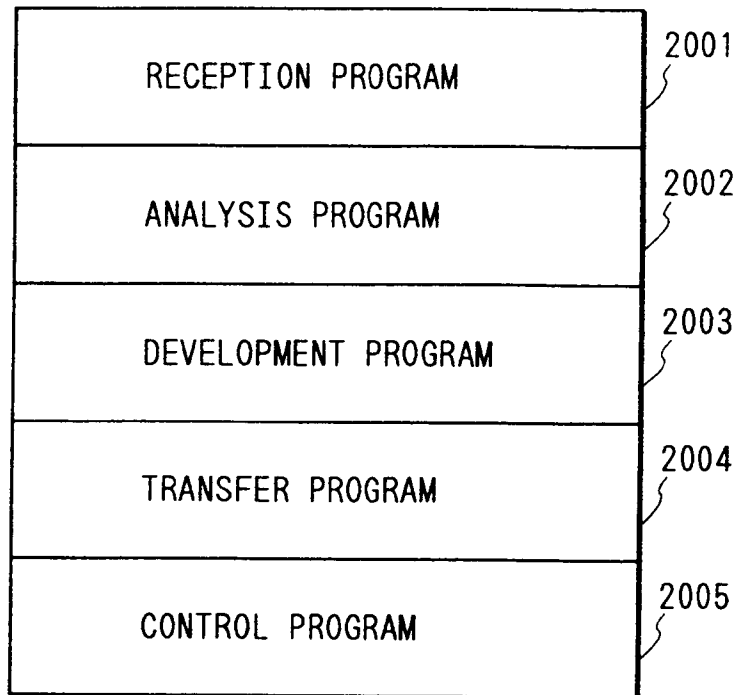 RECEPTION PROGRAM
2001
ANALYSIS PROGRAM
2002
DEVELOPMENT PROGRAM
2003
TRANSFER PROGRAM
2004
CONTROL PROGRAM
2005